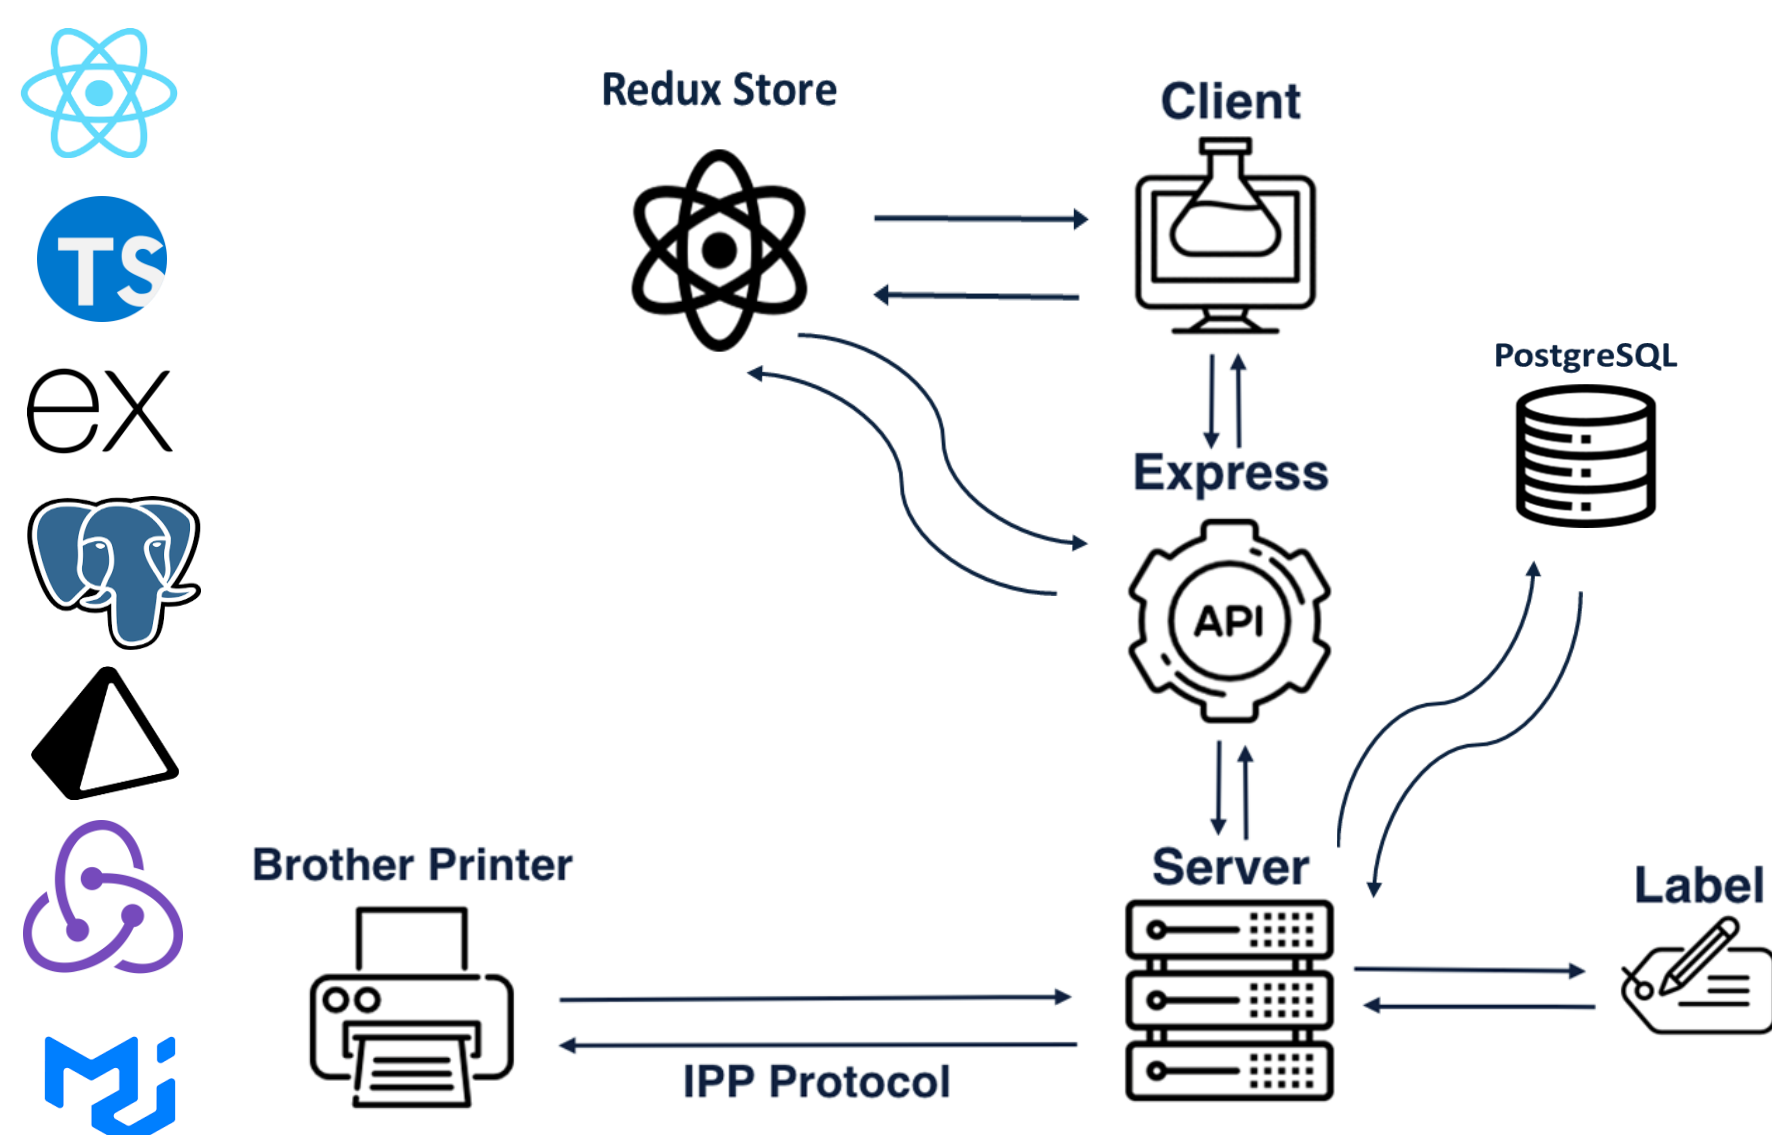 Redux Store
Client
TS
ex
PostgreSQL
Express
API
Brother Printer
Server
Label
IPP Protocol